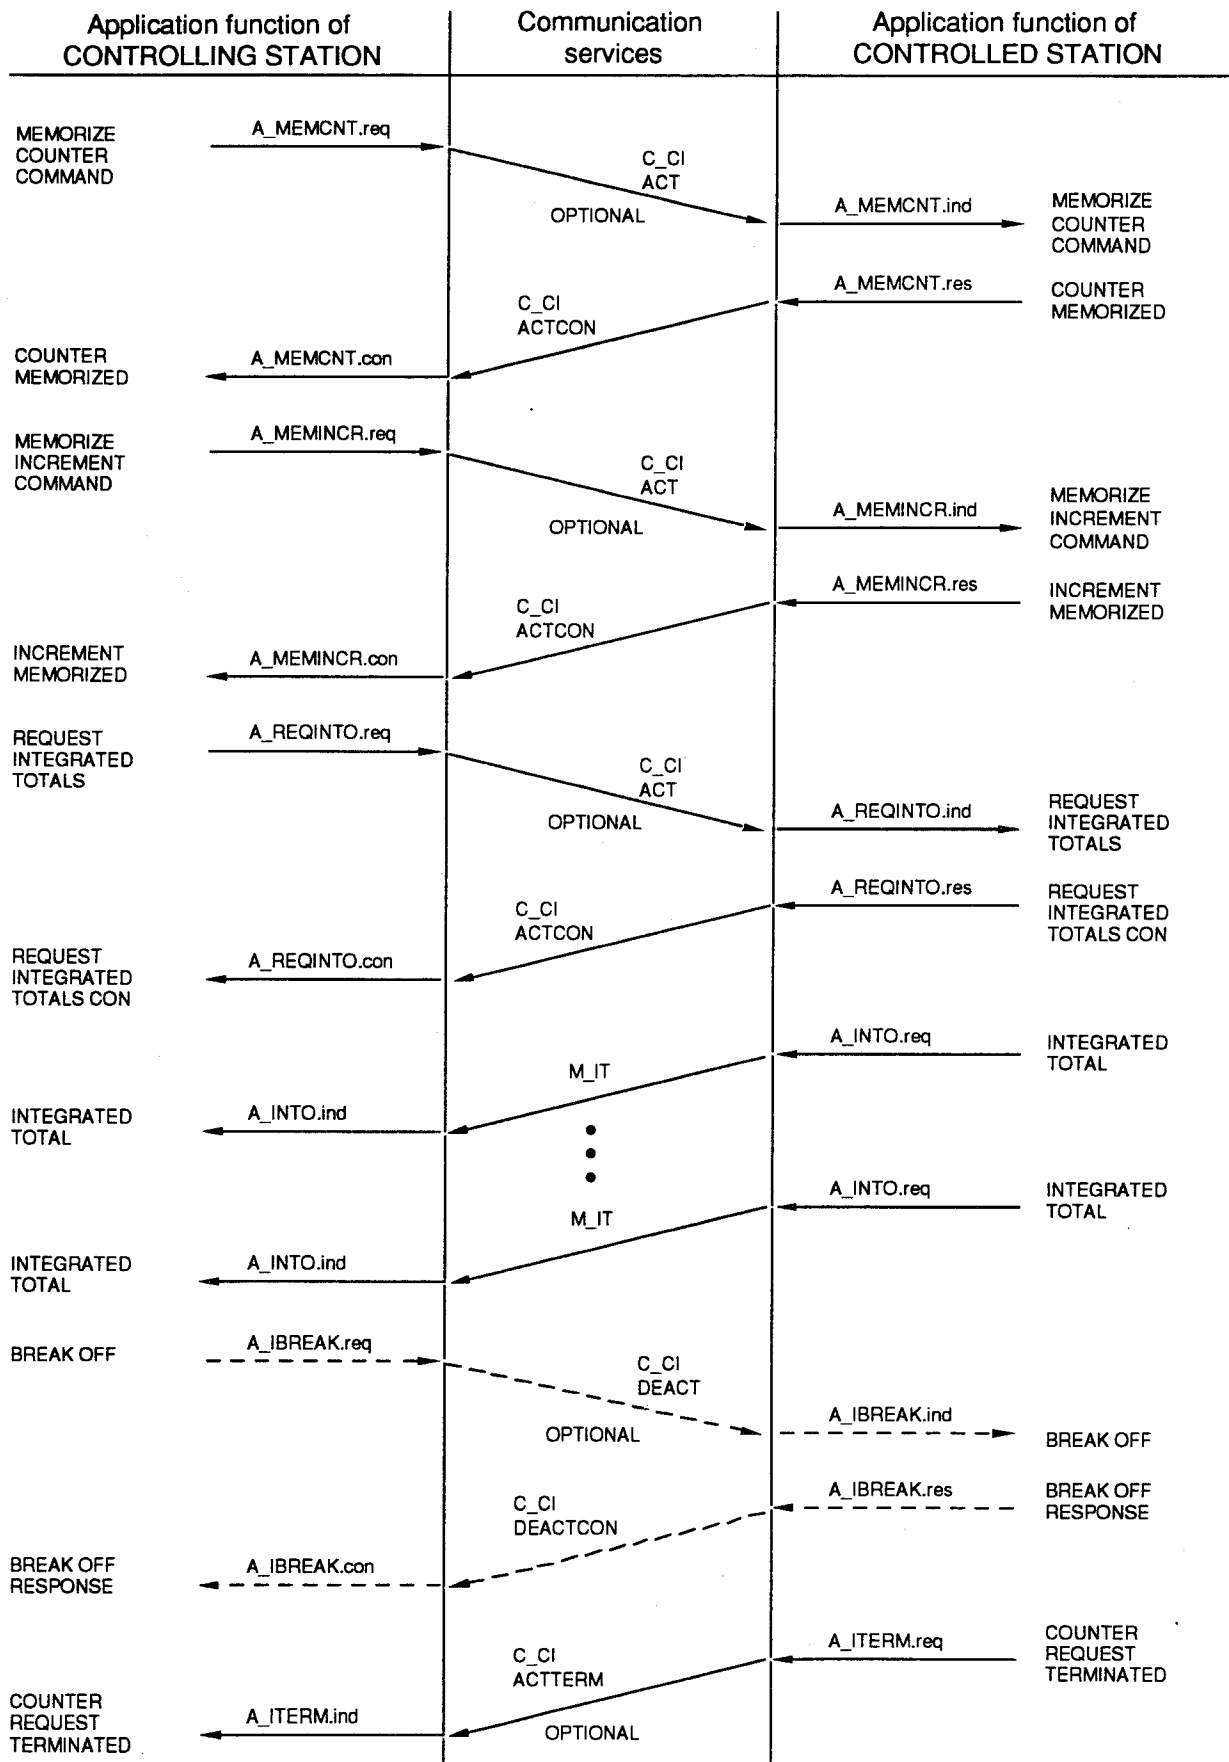 Application function of
CONTROLLING STATION
Communication
services
Application function of
CONTROLLED STATION
MEMORIZE
COUNTER
COMMAND
A_MEMCNT.req
C_CI
ACT
OPTIONAL
A_MEMCNT.ind
MEMORIZE
COUNTER
COMMAND
A_MEMCNT.res
COUNTER
MEMORIZED
C_CI
ACTCON
COUNTER
MEMORIZED
A_MEMCNT.con
MEMORIZE
INCREMENT
COMMAND
A_MEMINCR.req
C_CI
ACT
OPTIONAL
A_MEMINCR.ind
MEMORIZE
INCREMENT
COMMAND
A_MEMINCR.res
INCREMENT
MEMORIZED
C_CI
ACTCON
INCREMENT
MEMORIZED
A_MEMINCR.con
REQUEST
INTEGRATED
TOTALS
A_REQINTO.req
C_CI
ACT
OPTIONAL
A_REQINTO.ind
REQUEST
INTEGRATED
TOTALS
A_REQINTO.res
REQUEST
INTEGRATED
TOTALS CON
C_CI
ACTCON
REQUEST
INTEGRATED
TOTALS CON
A_REQINTO.con
A_INTO.req
INTEGRATED
TOTAL
M_IT
INTEGRATED
TOTAL
A_INTO.ind
A_INTO.req
INTEGRATED
TOTAL
M_IT
INTEGRATED
TOTAL
A_INTO.ind
BREAK OFF
A_IBREAK.req
C_CI
DEACT
OPTIONAL
A_IBREAK.ind
BREAK OFF
A_IBREAK.res
BREAK OFF
RESPONSE
C_CI
DEACTCON
BREAK OFF
RESPONSE
A_IBREAK.con
A_ITERM.req
COUNTER
REQUEST
TERMINATED
C_CI
ACTTERM
OPTIONAL
COUNTER
REQUEST
TERMINATED
A_ITERM.ind